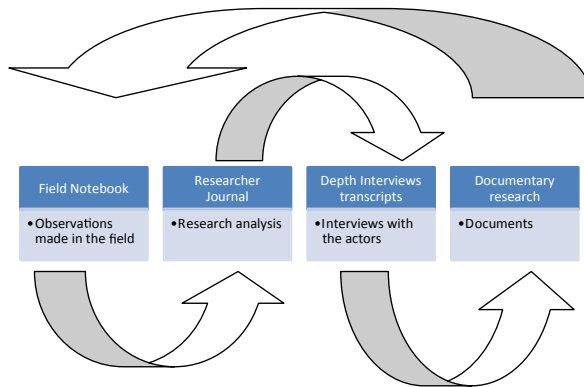 Field Notebook
•Observations
made in the field
Researcher
Journal
•Research analysis
Depth Interviews
transcripts
•Interviews with
the actors
Documentary
research
•Documents